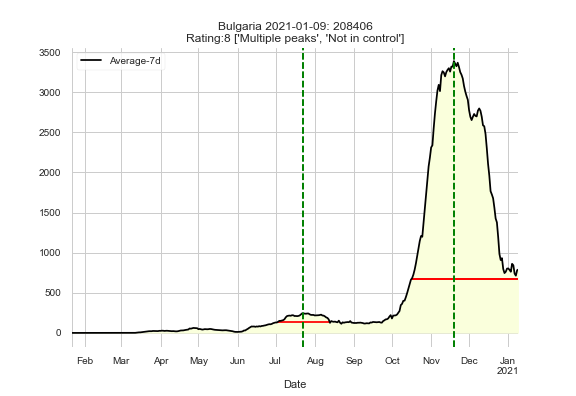 Bulgaria 2021-01-09: 208406
Rating:8 ['Multiple peaks', 'Not in control']
Average-7d
3500
3000
2500
2000
1500
1000
500
0
Feb Mar Apr May Jun Jul Aug Sep Oct Nov Dec Jan
2021
Date